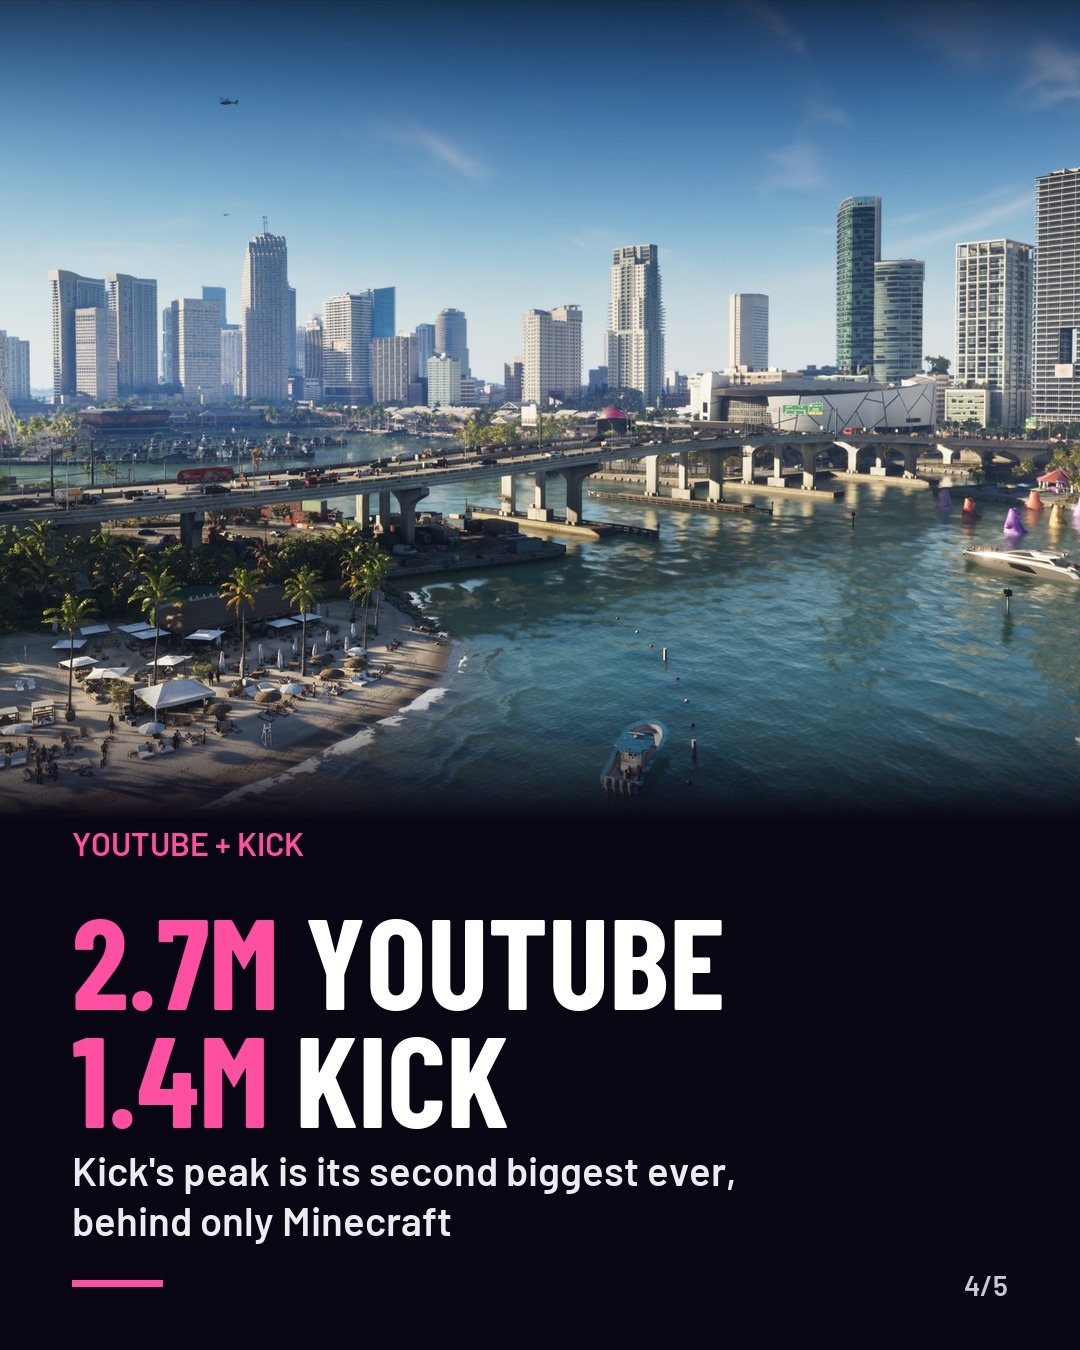 YOUTUBE + KICK
2.7M YOUTUBE
1.4M KICK
Kick's peak is its second biggest ever,
behind only Minecraft
4/5